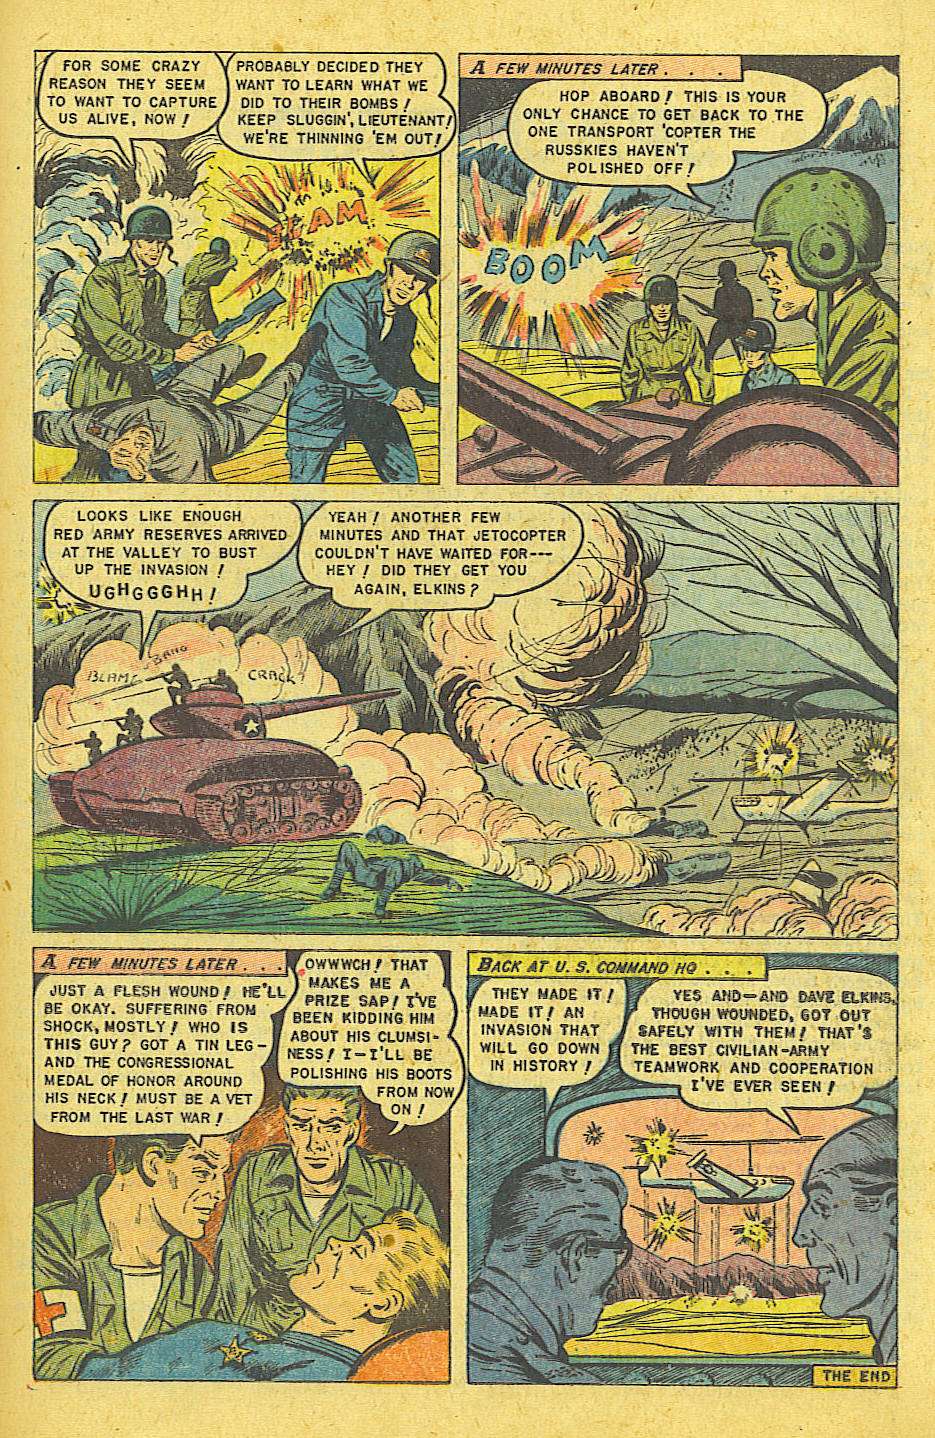 FOR SOME CRAZY
REASON THEY SEEM
TO WANT TO CAPTURE
US ALIVE, NOW!
PROBABLY DECIDED THEY
WANT TO LEARN WHAT WE
DID TO THEIR BOMBS!
KEEP SLUGGIN', LIEUTENANT!
WE'RE THINNING 'EM OUT!
BLAM
A FEW MINUTES LATER . . . .
HOP ABOARD! THIS IS YOUR
ONLY CHANCE TO GET BACK TO THE
ONE TRANSPORT 'COPTER THE
RUSSKIES HAVEN'T
POLISHED OFF!
BOOM
LOOKS LIKE ENOUGH
RED ARMY RESERVES ARRIVED
AT THE VALLEY TO BUST
UP THE INVASION!
UGHGGGHH!
YEAH! ANOTHER FEW
MINUTES AND THAT JETOCOPTER
COULDN'T HAVE WAITED FOR---
HEY! DID THEY GET YOU
AGAIN, ELKINS?
BLAM!
BANG
CRACK!
A FEW MINUTES LATER . . .
JUST A FLESH WOUND! HE'LL
BE OKAY. SUFFERING FROM
SHOCK, MOSTLY! WHO IS
THIS GUY? GOT A TIN LEG-
AND THE CONGRESSIONAL
MEDAL OF HONOR AROUND
HIS NECK! MUST BE A VET
FROM THE LAST WAR!
OWWWCH! THAT
MAKES ME A
PRIZE SAP! I'VE
BEEN KIDDING HIM
ABOUT HIS CLUMSI-
NESS! I-I'LL BE
POLISHING HIS BOOTS
FROM NOW
ON!
BACK AT U. S. COMMAND HQ . . .
THEY MADE IT!
MADE IT! AN
INVASION THAT
WILL GO DOWN
IN HISTORY!
YES AND-AND DAVE ELKINS,
THOUGH WOUNDED, GOT OUT
SAFELY WITH THEM! THAT'S
THE BEST CIVILIAN-ARMY
TEAMWORK AND COOPERATION
I'VE EVER SEEN!
THE END